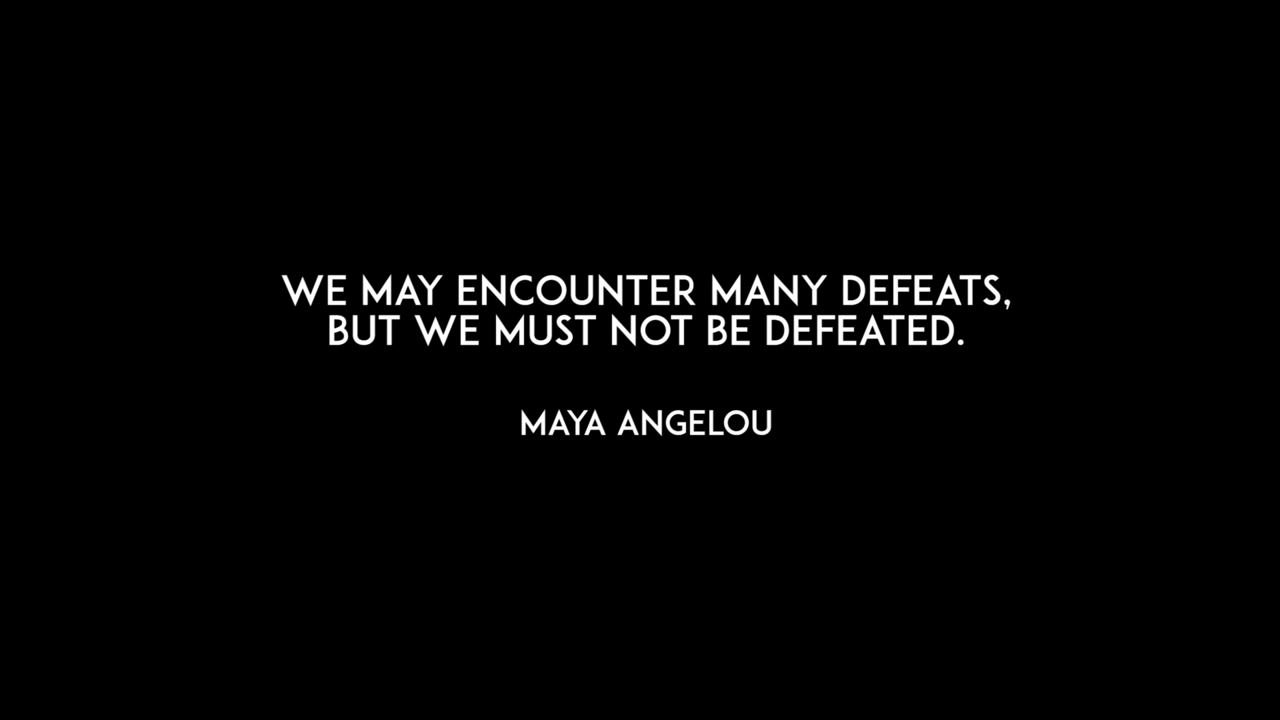 WE MAY ENCOUNTER MANY DEFEATS,
BUT WE MUST NOT BE DEFEATED.
MAYA ANGELOU